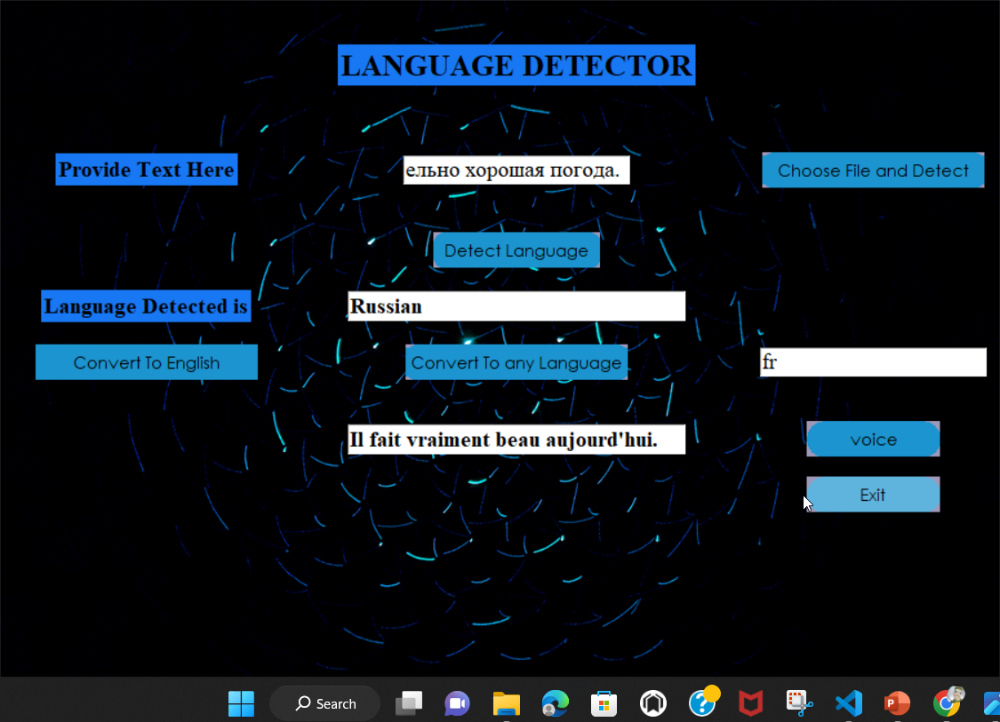 LANGUAGE DETECTOR
Provide Text Here
ельно хорошая погода.
Choose File and Detect
Detect Language
Language Detected is
Russian
Convert To English
Convert To any Language
fr
Il fait vraiment beau aujourd'hui.
voice
Exit
Search